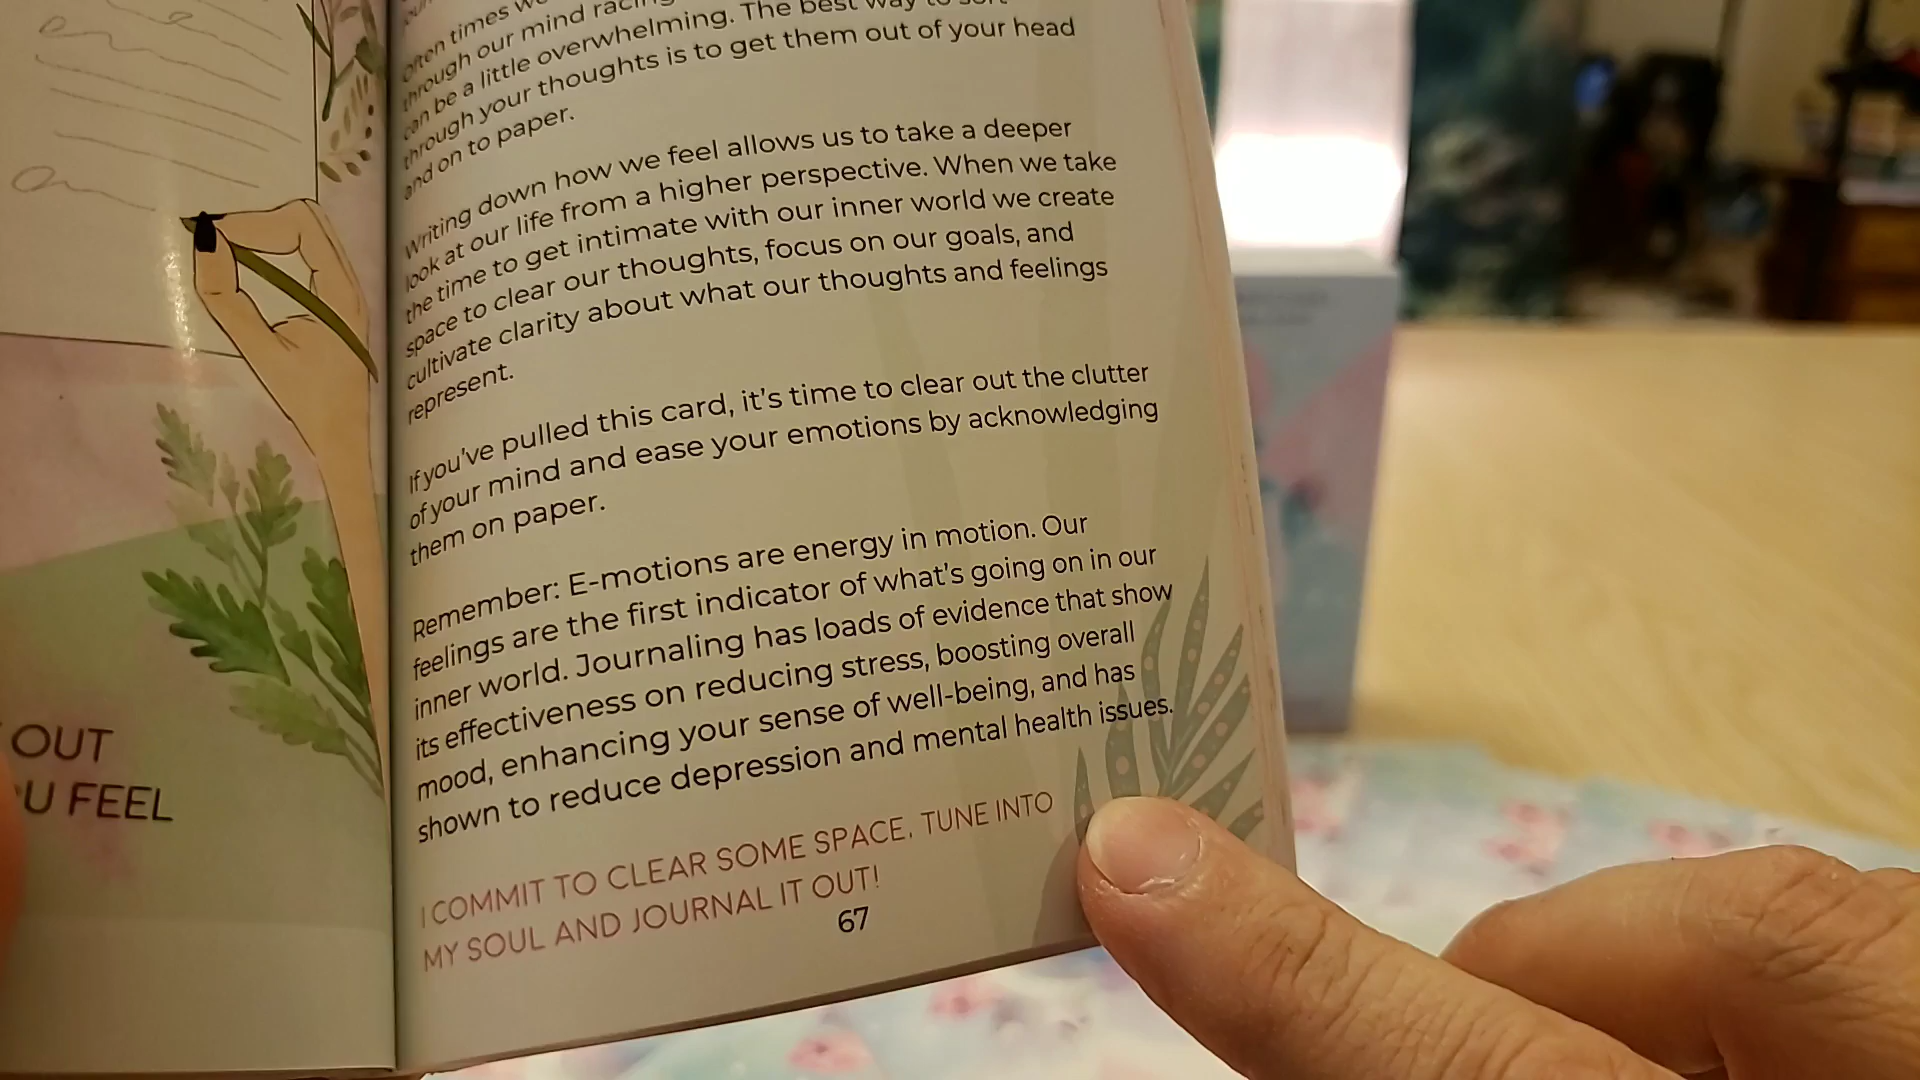 OUT
U FEEL
often times we
through our mind racing
can be a little overwhelming. The best way to sort
through your thoughts is to get them out of your head
and on to paper.
Writing down how we feel allows us to take a deeper
look at our life from a higher perspective. When we take
the time to get intimate with our inner world we create
space to clear our thoughts, focus on our goals, and
cultivate clarity about what our thoughts and feelings
represent.
If you've pulled this card, it's time to clear out the clutter
of your mind and ease your emotions by acknowledging
them on paper.
Remember: E-motions are energy in motion. Our
feelings are the first indicator of what's going on in our
inner world. Journaling has loads of evidence that show
its effectiveness on reducing stress, boosting overall
mood, enhancing your sense of well-being, and has
shown to reduce depression and mental health issues.
I COMMIT TO CLEAR SOME SPACE, TUNE INTO
MY SOUL AND JOURNAL IT OUT!
67